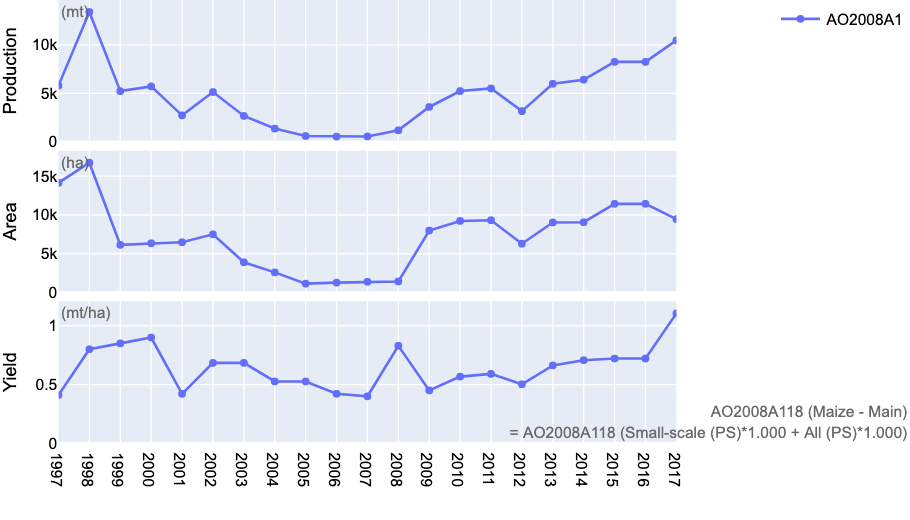 (mt)
AO2008A1
Production
10k
5k
0
(ha)
Area
15k
10k
5k
0
(mt/ha)
Yield
1
0.5
0
AO2008A118 (Maize - Main)
= AO2008A118 (Small-scale (PS)*1.000 + All (PS)*1.000)
1997
1998
1999
2000
2001
2002
2003
2004
2005
2006
2007
2008
2009
2010
2011
2012
2013
2014
2015
2016
2017